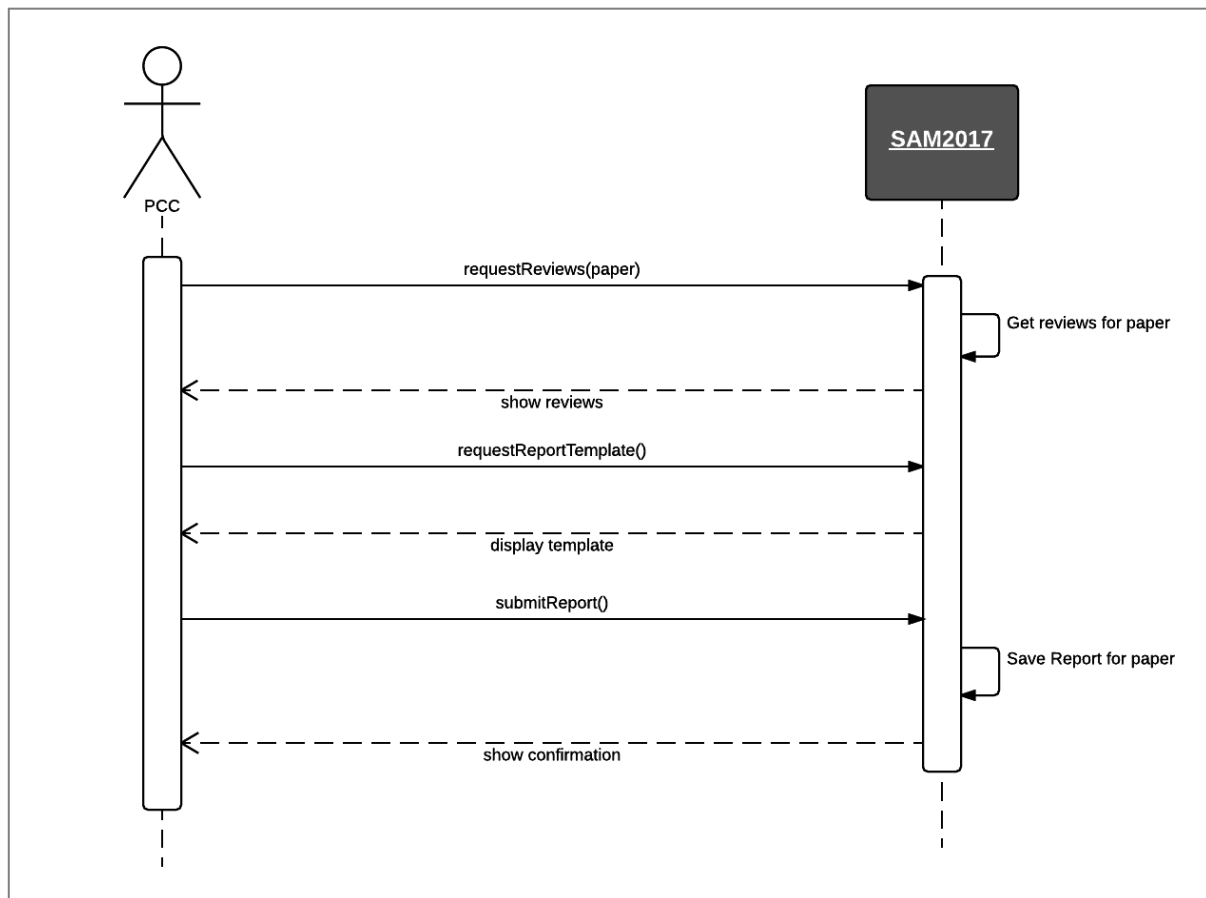 SAM2017
PCC
requestReviews(paper)
Get reviews for paper
show reviews
requestReportTemplate()
display template
submitReport()
Save Report for paper
show confirmation